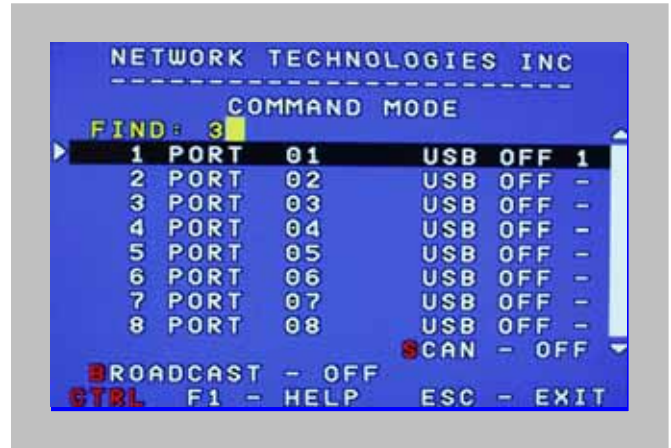 NETWORK TECHNOLOGIES INC
--------------------------
COMMAND MODE
FIND: 3
1 PORT 01 USB OFF 1
2 PORT 02 USB OFF -
3 PORT 03 USB OFF -
4 PORT 04 USB OFF -
5 PORT 05 USB OFF -
6 PORT 06 USB OFF -
7 PORT 07 USB OFF -
8 PORT 08 USB OFF -
SCAN - OFF
BROADCAST - OFF
CTRL F1 - HELP ESC - EXIT